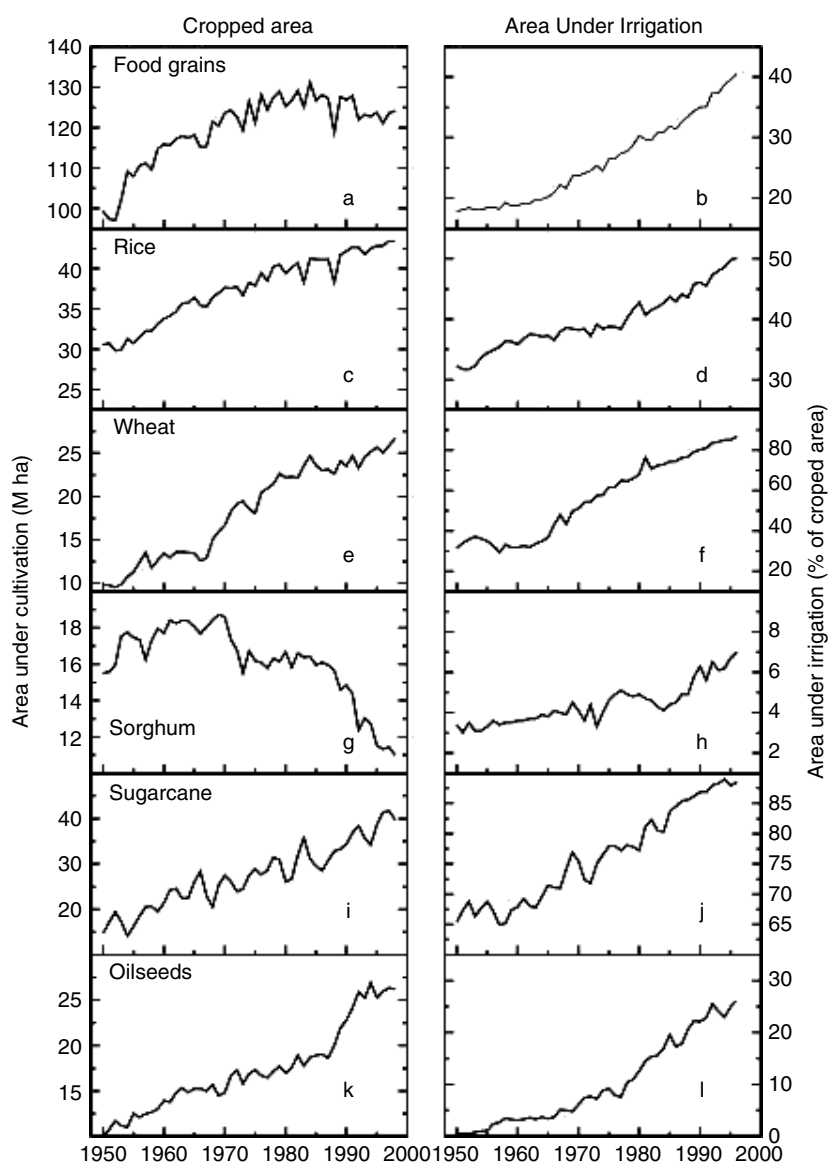 Cropped area
Area Under Irrigation
140
130
120
110
100
Food grains
a
b
40
30
20
Rice
40
35
30
25
c
d
50
40
30
Wheat
25
20
15
10
e
f
80
60
40
20
18
16
14
12
Sorghum
g
h
8
6
4
2
Sugarcane
40
30
20
i
j
85
80
75
70
65
Oilseeds
25
20
15
k
l
30
20
10
0
1950 1960 1970 1980 1990 2000
1950 1960 1970 1980 1990 2000
Area under cultivation (M ha)
Area under irrigation (% of croped area)